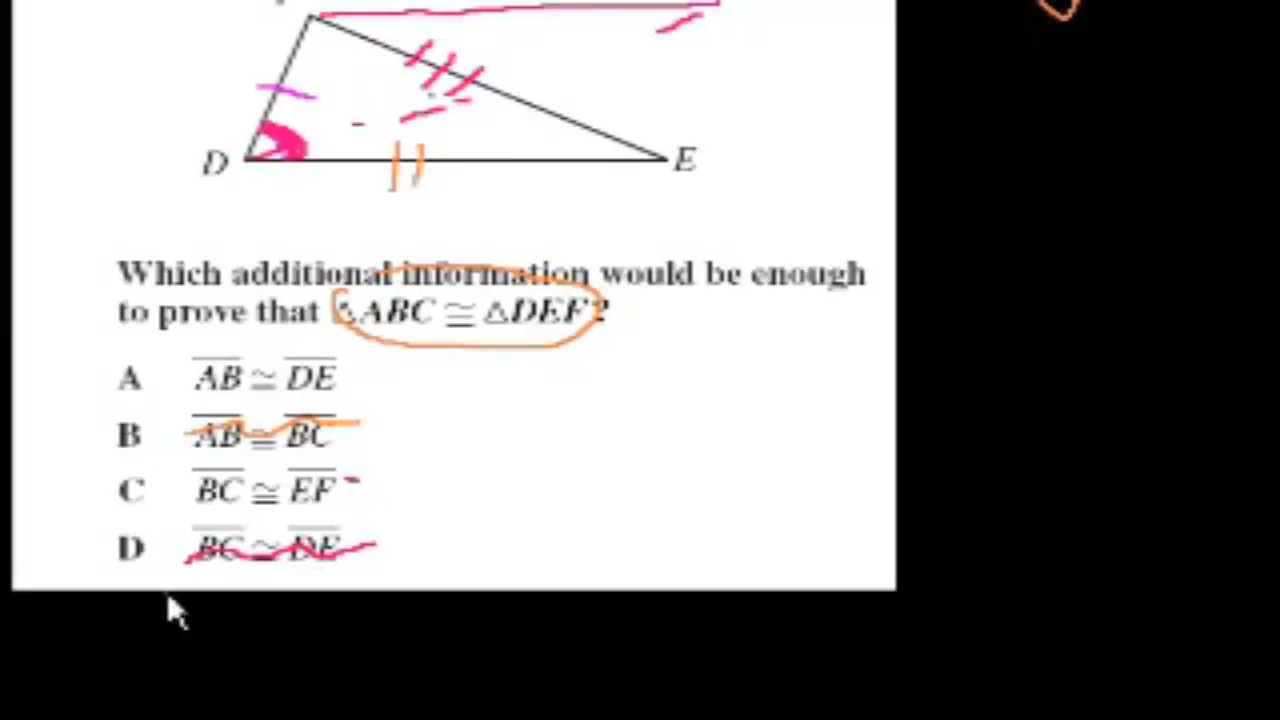 D
E
Which additional information would be enough
to prove that △ABC ≅ △DEF?
A AB ≅ DE
B AB ≅ BC
C BC ≅ EF
D BC ≅ DE